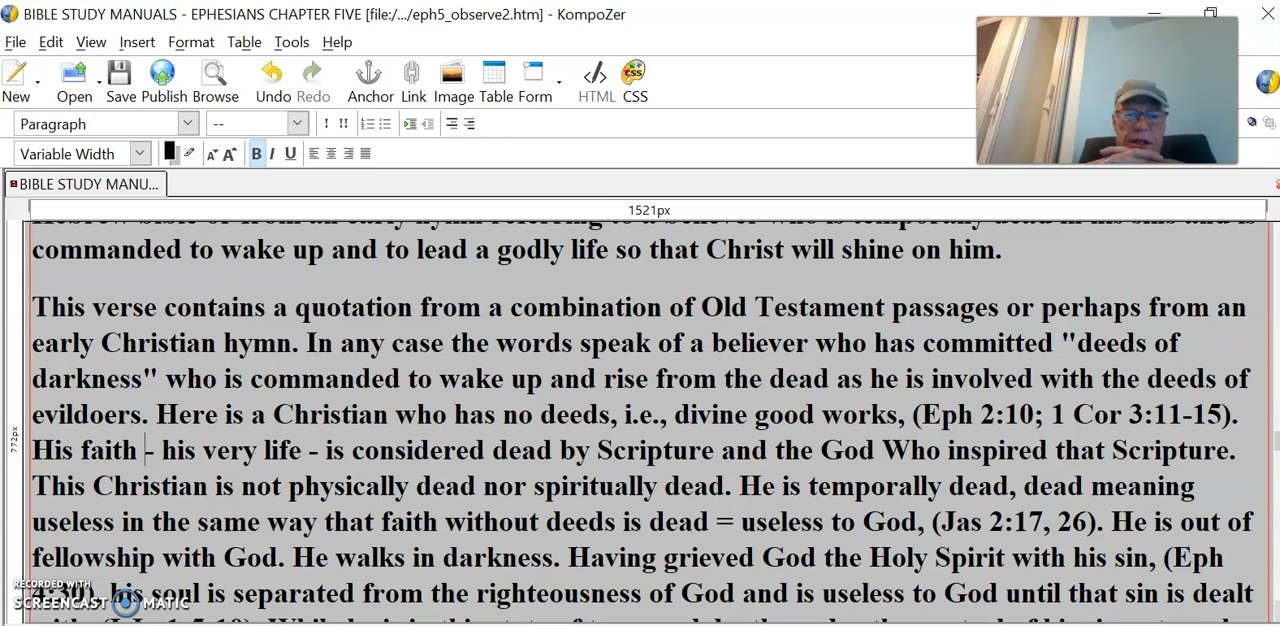 BIBLE STUDY MANUALS - EPHESIANS CHAPTER FIVE [file:/.../eph5_observe2.htm] - KompoZer
File Edit View Insert Format Table Tools Help
New Open Save Publish Browse Undo Redo Anchor Link Image Table Form HTML CSS
Paragraph --
Variable Width A A B I U
BIBLE STUDY MANU...
1521px
commanded to wake up and to lead a godly life so that Christ will shine on him.
This verse contains a quotation from a combination of Old Testament passages or perhaps from an
early Christian hymn. In any case the words speak of a believer who has committed "deeds of
darkness" who is commanded to wake up and rise from the dead as he is involved with the deeds of
evildoers. Here is a Christian who has no deeds, i.e., divine good works, (Eph 2:10; 1 Cor 3:11-15).
772px
His faith - his very life - is considered dead by Scripture and the God Who inspired that Scripture.
This Christian is not physically dead nor spiritually dead. He is temporally dead, dead meaning
useless in the same way that faith without deeds is dead = useless to God, (Jas 2:17, 26). He is out of
fellowship with God. He walks in darkness. Having grieved God the Holy Spirit with his sin, (Eph
4:30), his soul is separated from the righteousness of God and is useless to God until that sin is dealt
RECORDED WITH
SCREENCAST MATIC